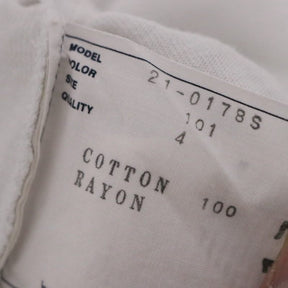 MODEL 21-0178S
COLOR 101
SIZE 4
QUALITY
COTTON
RAYON 100